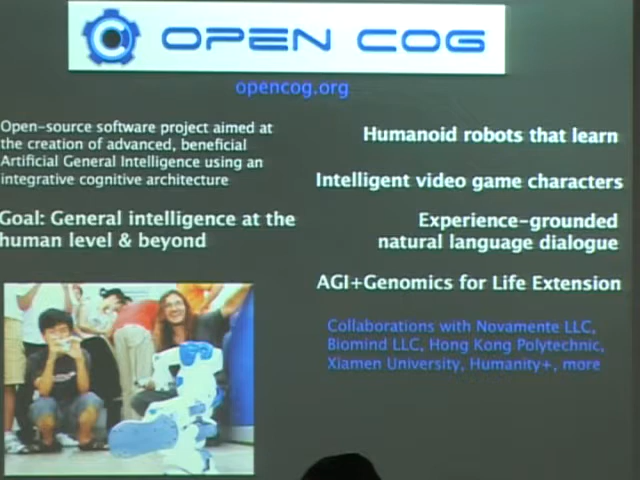 OPEN COG
opencog.org
Open-source software project aimed at
the creation of advanced, beneficial
Artificial General Intelligence using an
integrative cognitive architecture
Goal: General intelligence at the
human level & beyond
Humanoid robots that learn
Intelligent video game characters
Experience-grounded
natural language dialogue
AGI+Genomics for Life Extension
Collaborations with Novamente LLC,
Biomind LLC, Hong Kong Polytechnic,
Xiamen University, Humanity+, more